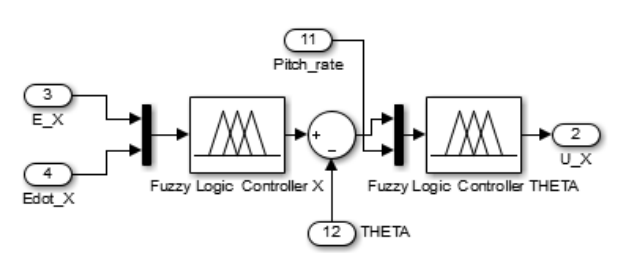 11
Pitch_rate
3
E_X
4
Edot_X
Fuzzy Logic Controller X
+
−
12
THETA
Fuzzy Logic Controller THETA
2
U_X